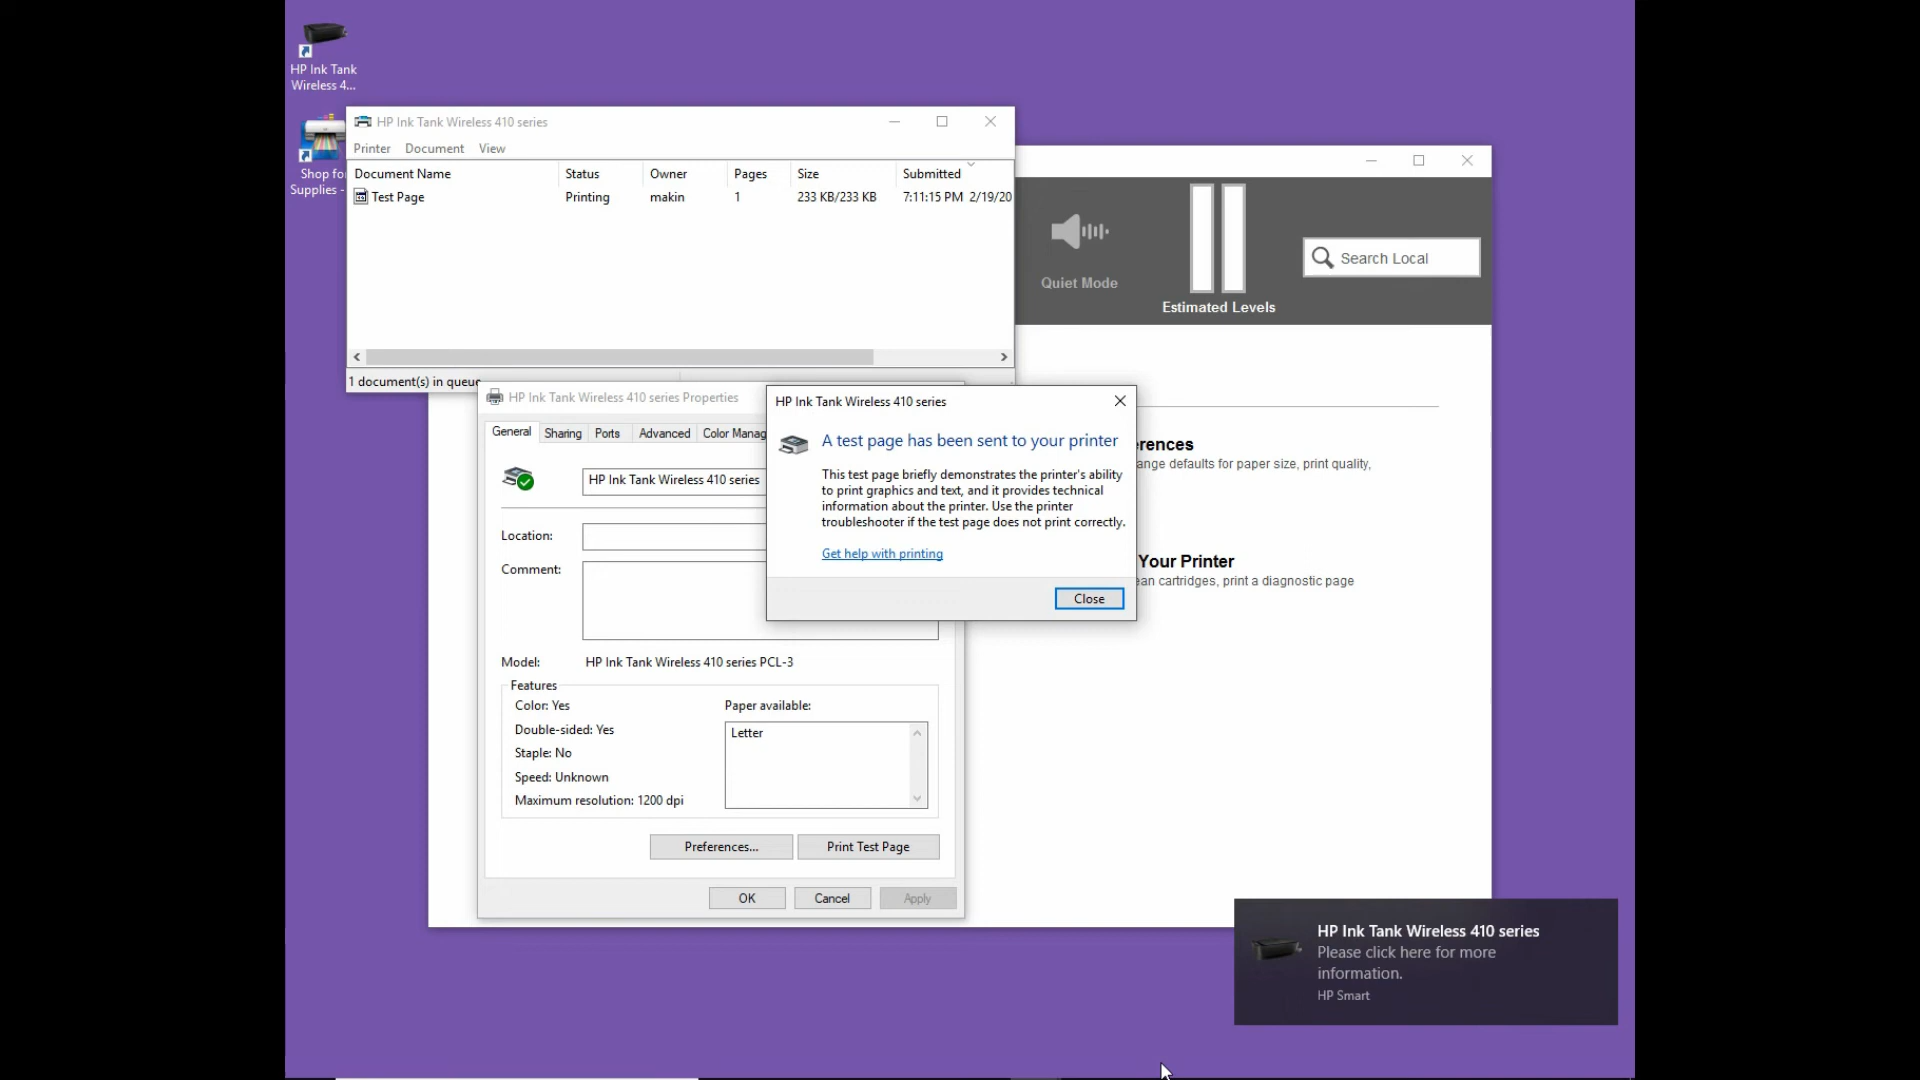 HP Ink Tank
Wireless 4...
Shop for
Supplies -
HP Ink Tank Wireless 410 series
Printer Document View
Document Name Status Owner Pages Size Submitted
Test Page Printing makin 1 233 KB/233 KB 7:11:15 PM 2/19/20
1 document(s) in queue
Quiet Mode
Estimated Levels
Search Local
HP Ink Tank Wireless 410 series Properties
General Sharing Ports Advanced Color Manag
HP Ink Tank Wireless 410 series
Location:
Comment:
Model: HP Ink Tank Wireless 410 series PCL-3
Features
Color: Yes
Double-sided: Yes
Staple: No
Speed: Unknown
Maximum resolution: 1200 dpi
Paper available:
Letter
Preferences... Print Test Page
OK Cancel Apply
HP Ink Tank Wireless 410 series
A test page has been sent to your printer
This test page briefly demonstrates the printer's ability
to print graphics and text, and it provides technical
information about the printer. Use the printer
troubleshooter if the test page does not print correctly.
Get help with printing
Close
erences
ange defaults for paper size, print quality,
Your Printer
ean cartridges, print a diagnostic page
HP Ink Tank Wireless 410 series
Please click here for more
information.
HP Smart